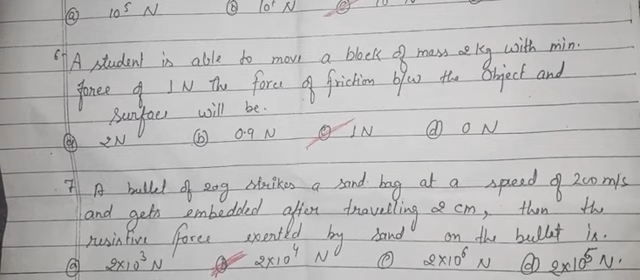 (a) 10⁵ N (b) 10⁴ N (c) 10 N
6. A student is able to move a block of mass 2 kg with min.
force of 1 N the force of friction b/w the Object and
surface will be.
(a) 2N (b) 0.9 N (c) 1N (d) 0 N
7 A bullet of 20g strikes a sand bag at a speed of 200 m/s
and gets embedded after travelling 2 cm, then the
resistive force exerted by sand on the bullet is.
(a) 2×10³ N (b) 2×10⁴ N (c) 2×10⁶ N (d) 2×10⁵ N.